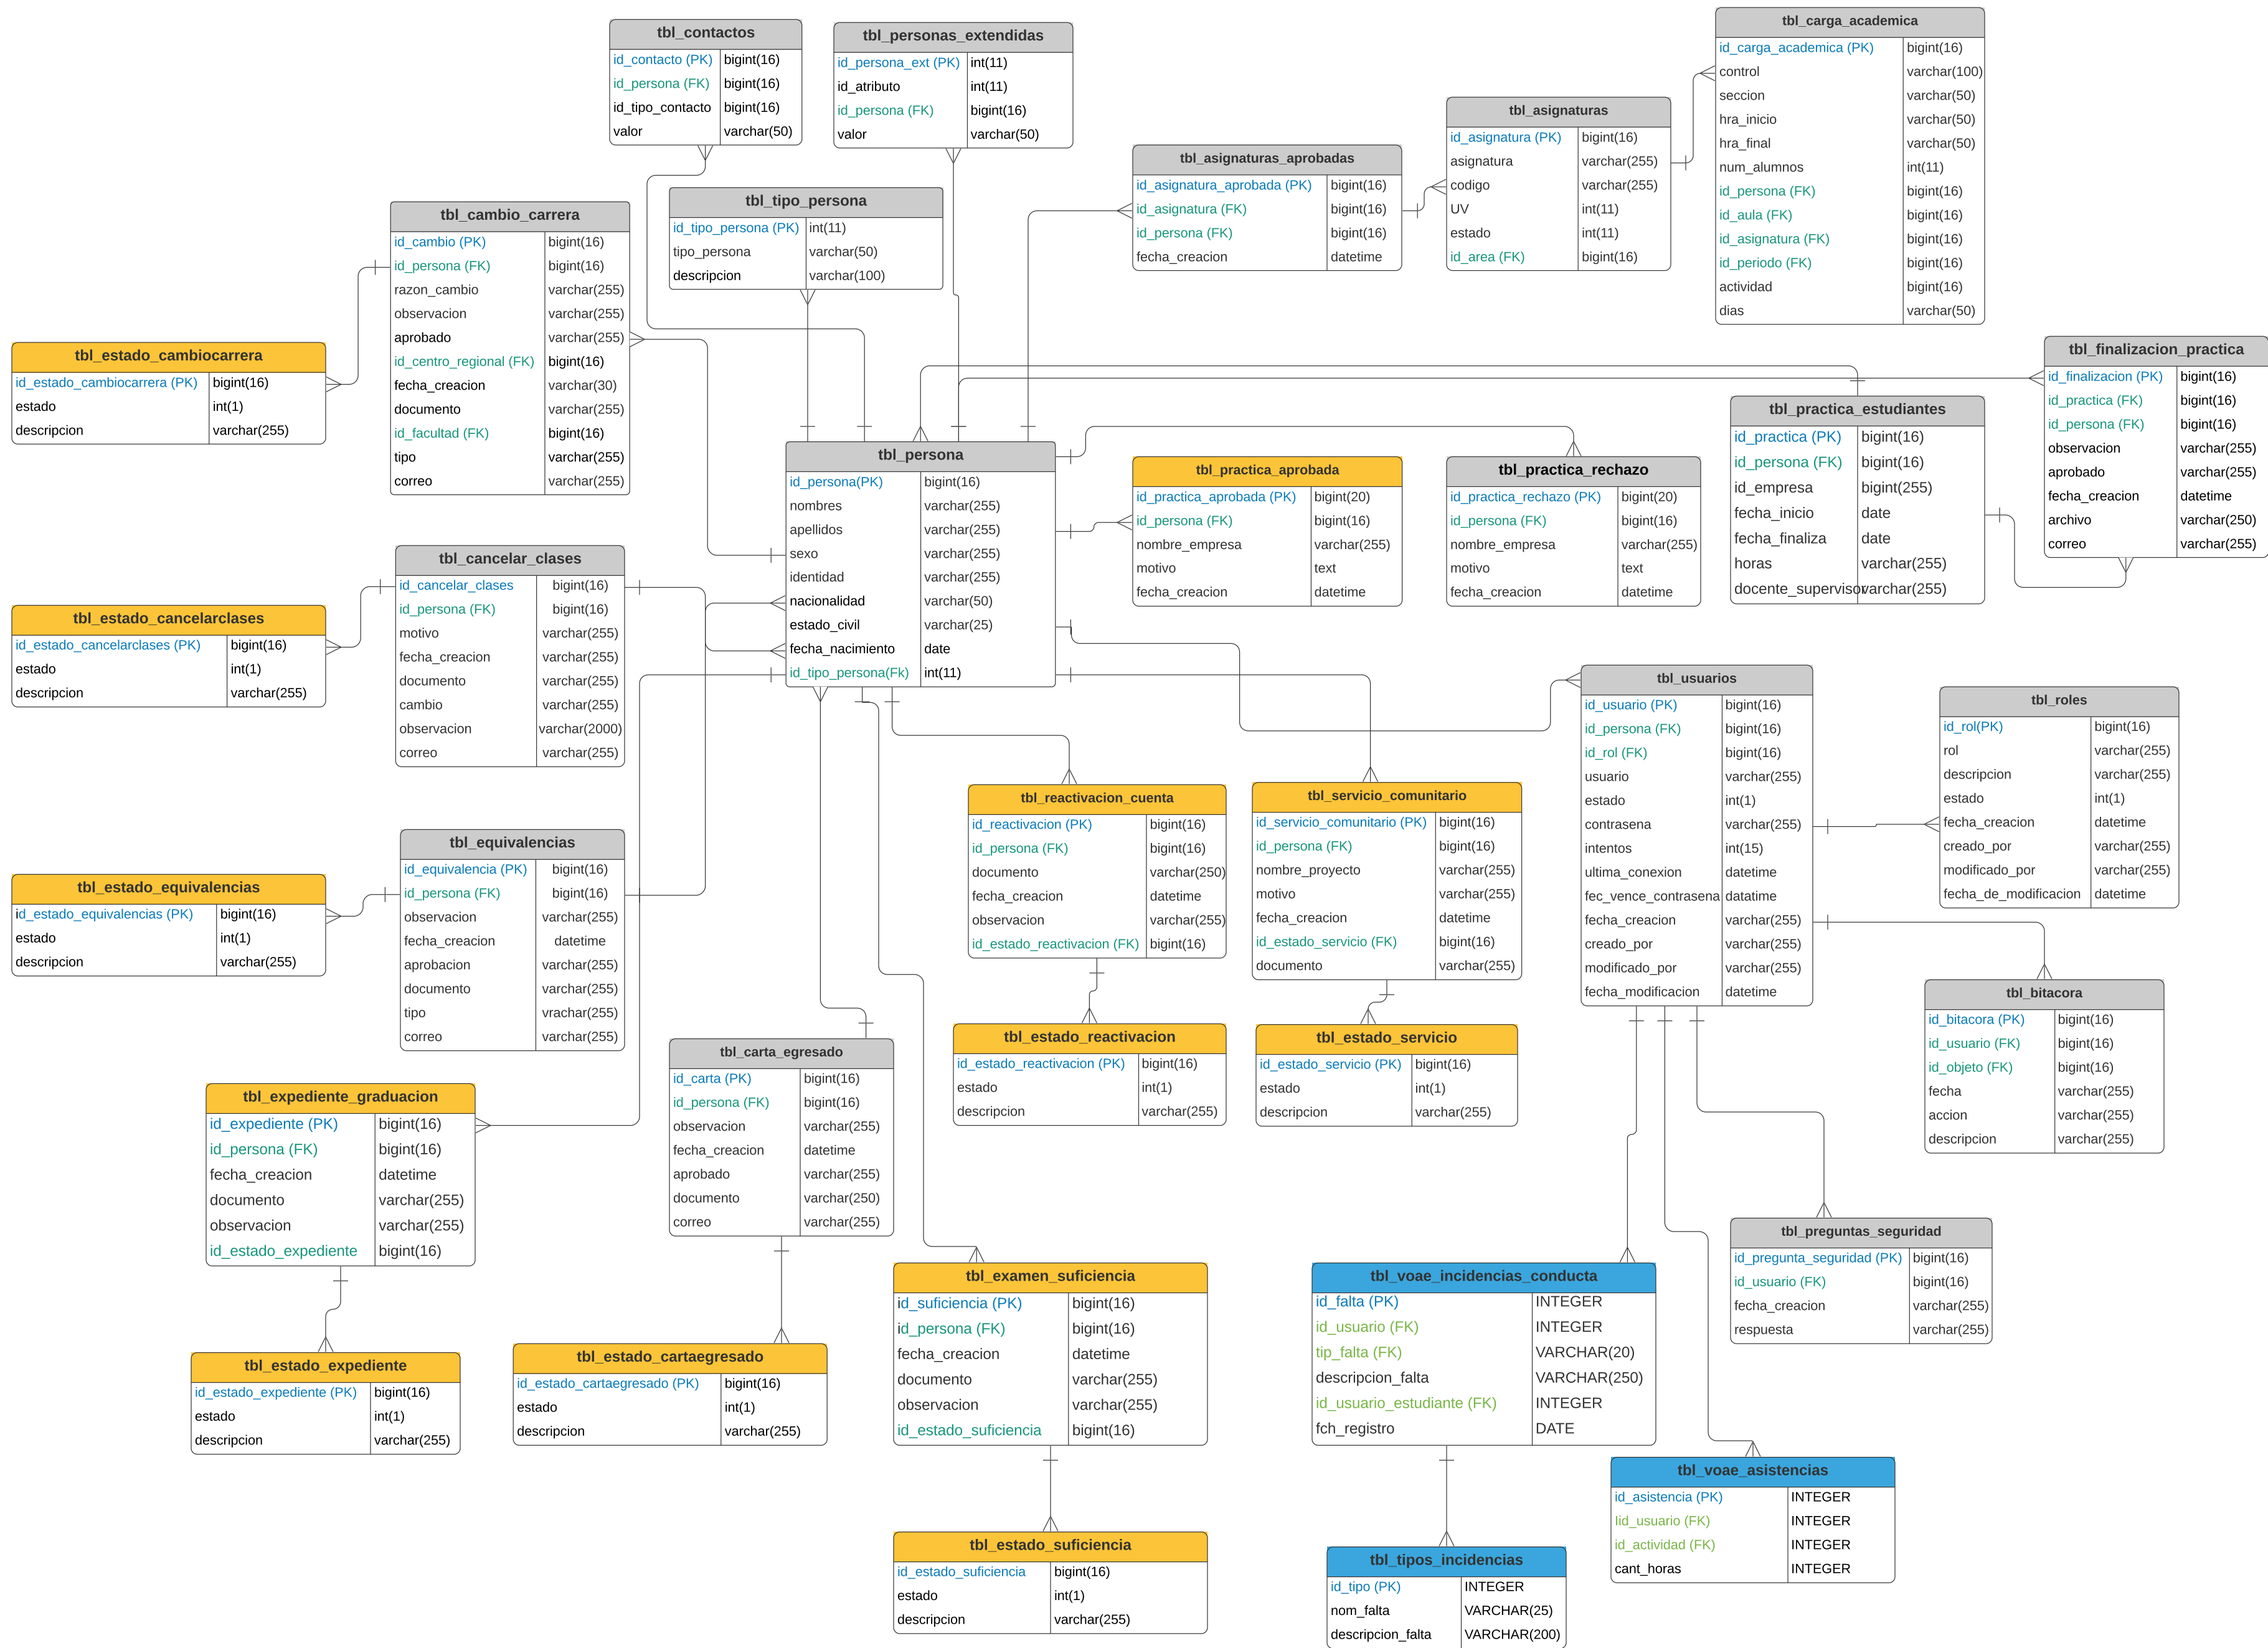 tbl_contactos
id_contacto (PK) bigint(16)
id_persona (FK) bigint(16)
id_tipo_contacto bigint(16)
valor varchar(50)
tbl_personas_extendidas
id_persona_ext (PK) int(11)
id_atributo int(11)
id_persona (FK) bigint(16)
valor varchar(50)
tbl_carga_academica
id_carga_academica (PK) bigint(16)
control varchar(100)
seccion varchar(50)
hra_inicio varchar(50)
hra_final varchar(50)
num_alumnos int(11)
id_persona (FK) bigint(16)
id_aula (FK) bigint(16)
id_asignatura (FK) bigint(16)
id_periodo (FK) bigint(16)
actividad bigint(16)
dias varchar(50)
tbl_asignaturas
id_asignatura (PK) bigint(16)
asignatura varchar(255)
codigo varchar(255)
UV int(11)
estado int(11)
id_area (FK) bigint(16)
tbl_asignaturas_aprobadas
id_asignatura_aprobada (PK) bigint(16)
id_asignatura (FK) bigint(16)
id_persona (FK) bigint(16)
fecha_creacion datetime
tbl_tipo_persona
id_tipo_persona (PK) int(11)
tipo_persona varchar(50)
descripcion varchar(100)
tbl_cambio_carrera
id_cambio (PK) bigint(16)
id_persona (FK) bigint(16)
razon_cambio varchar(255)
observacion varchar(255)
aprobado varchar(255)
id_centro_regional (FK) bigint(16)
fecha_creacion varchar(30)
documento varchar(255)
id_facultad (FK) bigint(16)
tipo varchar(255)
correo varchar(255)
tbl_estado_cambiocarrera
id_estado_cambiocarrera (PK) bigint(16)
estado int(1)
descripcion varchar(255)
tbl_finalizacion_practica
id_finalizacion (PK) bigint(16)
id_practica (FK) bigint(16)
id_persona (FK) bigint(16)
observacion varchar(255)
aprobado varchar(255)
fecha_creacion datetime
archivo varchar(250)
correo varchar(255)
tbl_practica_estudiantes
id_practica (PK) bigint(16)
id_persona (FK) bigint(16)
id_empresa bigint(255)
fecha_inicio date
fecha_finaliza date
horas varchar(255)
docente_supervisor varchar(255)
tbl_persona
id_persona(PK) bigint(16)
nombres varchar(255)
apellidos varchar(255)
sexo varchar(255)
identidad varchar(255)
nacionalidad varchar(50)
estado_civil varchar(25)
fecha_nacimiento date
id_tipo_persona(Fk) int(11)
tbl_practica_aprobada
id_practica_aprobada (PK) bigint(20)
id_persona (FK) bigint(16)
nombre_empresa varchar(255)
motivo text
fecha_creacion datetime
tbl_practica_rechazo
id_practica_rechazo (PK) bigint(20)
id_persona (FK) bigint(16)
nombre_empresa varchar(255)
motivo text
fecha_creacion datetime
tbl_cancelar_clases
id_cancelar_clases bigint(16)
id_persona (FK) bigint(16)
motivo varchar(255)
fecha_creacion varchar(255)
documento varchar(255)
cambio varchar(255)
observacion varchar(2000)
correo varchar(255)
tbl_estado_cancelarclases
id_estado_cancelarclases (PK) bigint(16)
estado int(1)
descripcion varchar(255)
tbl_usuarios
id_usuario (PK) bigint(16)
id_persona (FK) bigint(16)
id_rol (FK) bigint(16)
usuario varchar(255)
estado int(1)
contrasena varchar(255)
intentos int(15)
ultima_conexion datetime
fec_vence_contrasena datatime
fecha_creacion varchar(255)
creado_por varchar(255)
modificado_por varchar(255)
fecha_modificacion datetime
tbl_roles
id_rol(PK) bigint(16)
rol varchar(255)
descripcion varchar(255)
estado int(1)
fecha_creacion datetime
creado_por varchar(255)
modificado_por varchar(255)
fecha_de_modificacion datetime
tbl_reactivacion_cuenta
id_reactivacion (PK) bigint(16)
id_persona (FK) bigint(16)
documento varchar(250)
fecha_creacion datetime
observacion varchar(255)
id_estado_reactivacion (FK) bigint(16)
tbl_servicio_comunitario
id_servicio_comunitario (PK) bigint(16)
id_persona (FK) bigint(16)
nombre_proyecto varchar(255)
motivo varchar(255)
fecha_creacion datetime
id_estado_servicio (FK) bigint(16)
documento varchar(255)
tbl_equivalencias
id_equivalencia (PK) bigint(16)
id_persona (FK) bigint(16)
observacion varchar(255)
fecha_creacion datetime
aprobacion varchar(255)
documento varchar(255)
tipo vrachar(255)
correo varchar(255)
tbl_estado_equivalencias
id_estado_equivalencias (PK) bigint(16)
estado int(1)
descripcion varchar(255)
tbl_bitacora
id_bitacora (PK) bigint(16)
id_usuario (FK) bigint(16)
id_objeto (FK) bigint(16)
fecha varchar(255)
accion varchar(255)
descripcion varchar(255)
tbl_estado_reactivacion
id_estado_reactivacion (PK) bigint(16)
estado int(1)
descripcion varchar(255)
tbl_estado_servicio
id_estado_servicio (PK) bigint(16)
estado int(1)
descripcion varchar(255)
tbl_carta_egresado
id_carta (PK) bigint(16)
id_persona (FK) bigint(16)
observacion varchar(255)
fecha_creacion datetime
aprobado varchar(255)
documento varchar(250)
correo varchar(255)
tbl_expediente_graduacion
id_expediente (PK) bigint(16)
id_persona (FK) bigint(16)
fecha_creacion datetime
documento varchar(255)
observacion varchar(255)
id_estado_expediente bigint(16)
tbl_preguntas_seguridad
id_pregunta_seguridad (PK) bigint(16)
id_usuario (FK) bigint(16)
fecha_creacion varchar(255)
respuesta varchar(255)
tbl_examen_suficiencia
id_suficiencia (PK) bigint(16)
id_persona (FK) bigint(16)
fecha_creacion datetime
documento varchar(255)
observacion varchar(255)
id_estado_suficiencia bigint(16)
tbl_voae_incidencias_conducta
id_falta (PK) INTEGER
id_usuario (FK) INTEGER
tip_falta (FK) VARCHAR(20)
descripcion_falta VARCHAR(250)
id_usuario_estudiante (FK) INTEGER
fch_registro DATE
tbl_estado_expediente
id_estado_expediente (PK) bigint(16)
estado int(1)
descripcion varchar(255)
tbl_estado_cartaegresado
id_estado_cartaegresado (PK) bigint(16)
estado int(1)
descripcion varchar(255)
tbl_voae_asistencias
id_asistencia (PK) INTEGER
Iid_usuario (FK) INTEGER
id_actividad (FK) INTEGER
cant_horas INTEGER
tbl_estado_suficiencia
id_estado_suficiencia bigint(16)
estado int(1)
descripcion varchar(255)
tbl_tipos_incidencias
id_tipo (PK) INTEGER
nom_falta VARCHAR(25)
descripcion_falta VARCHAR(200)